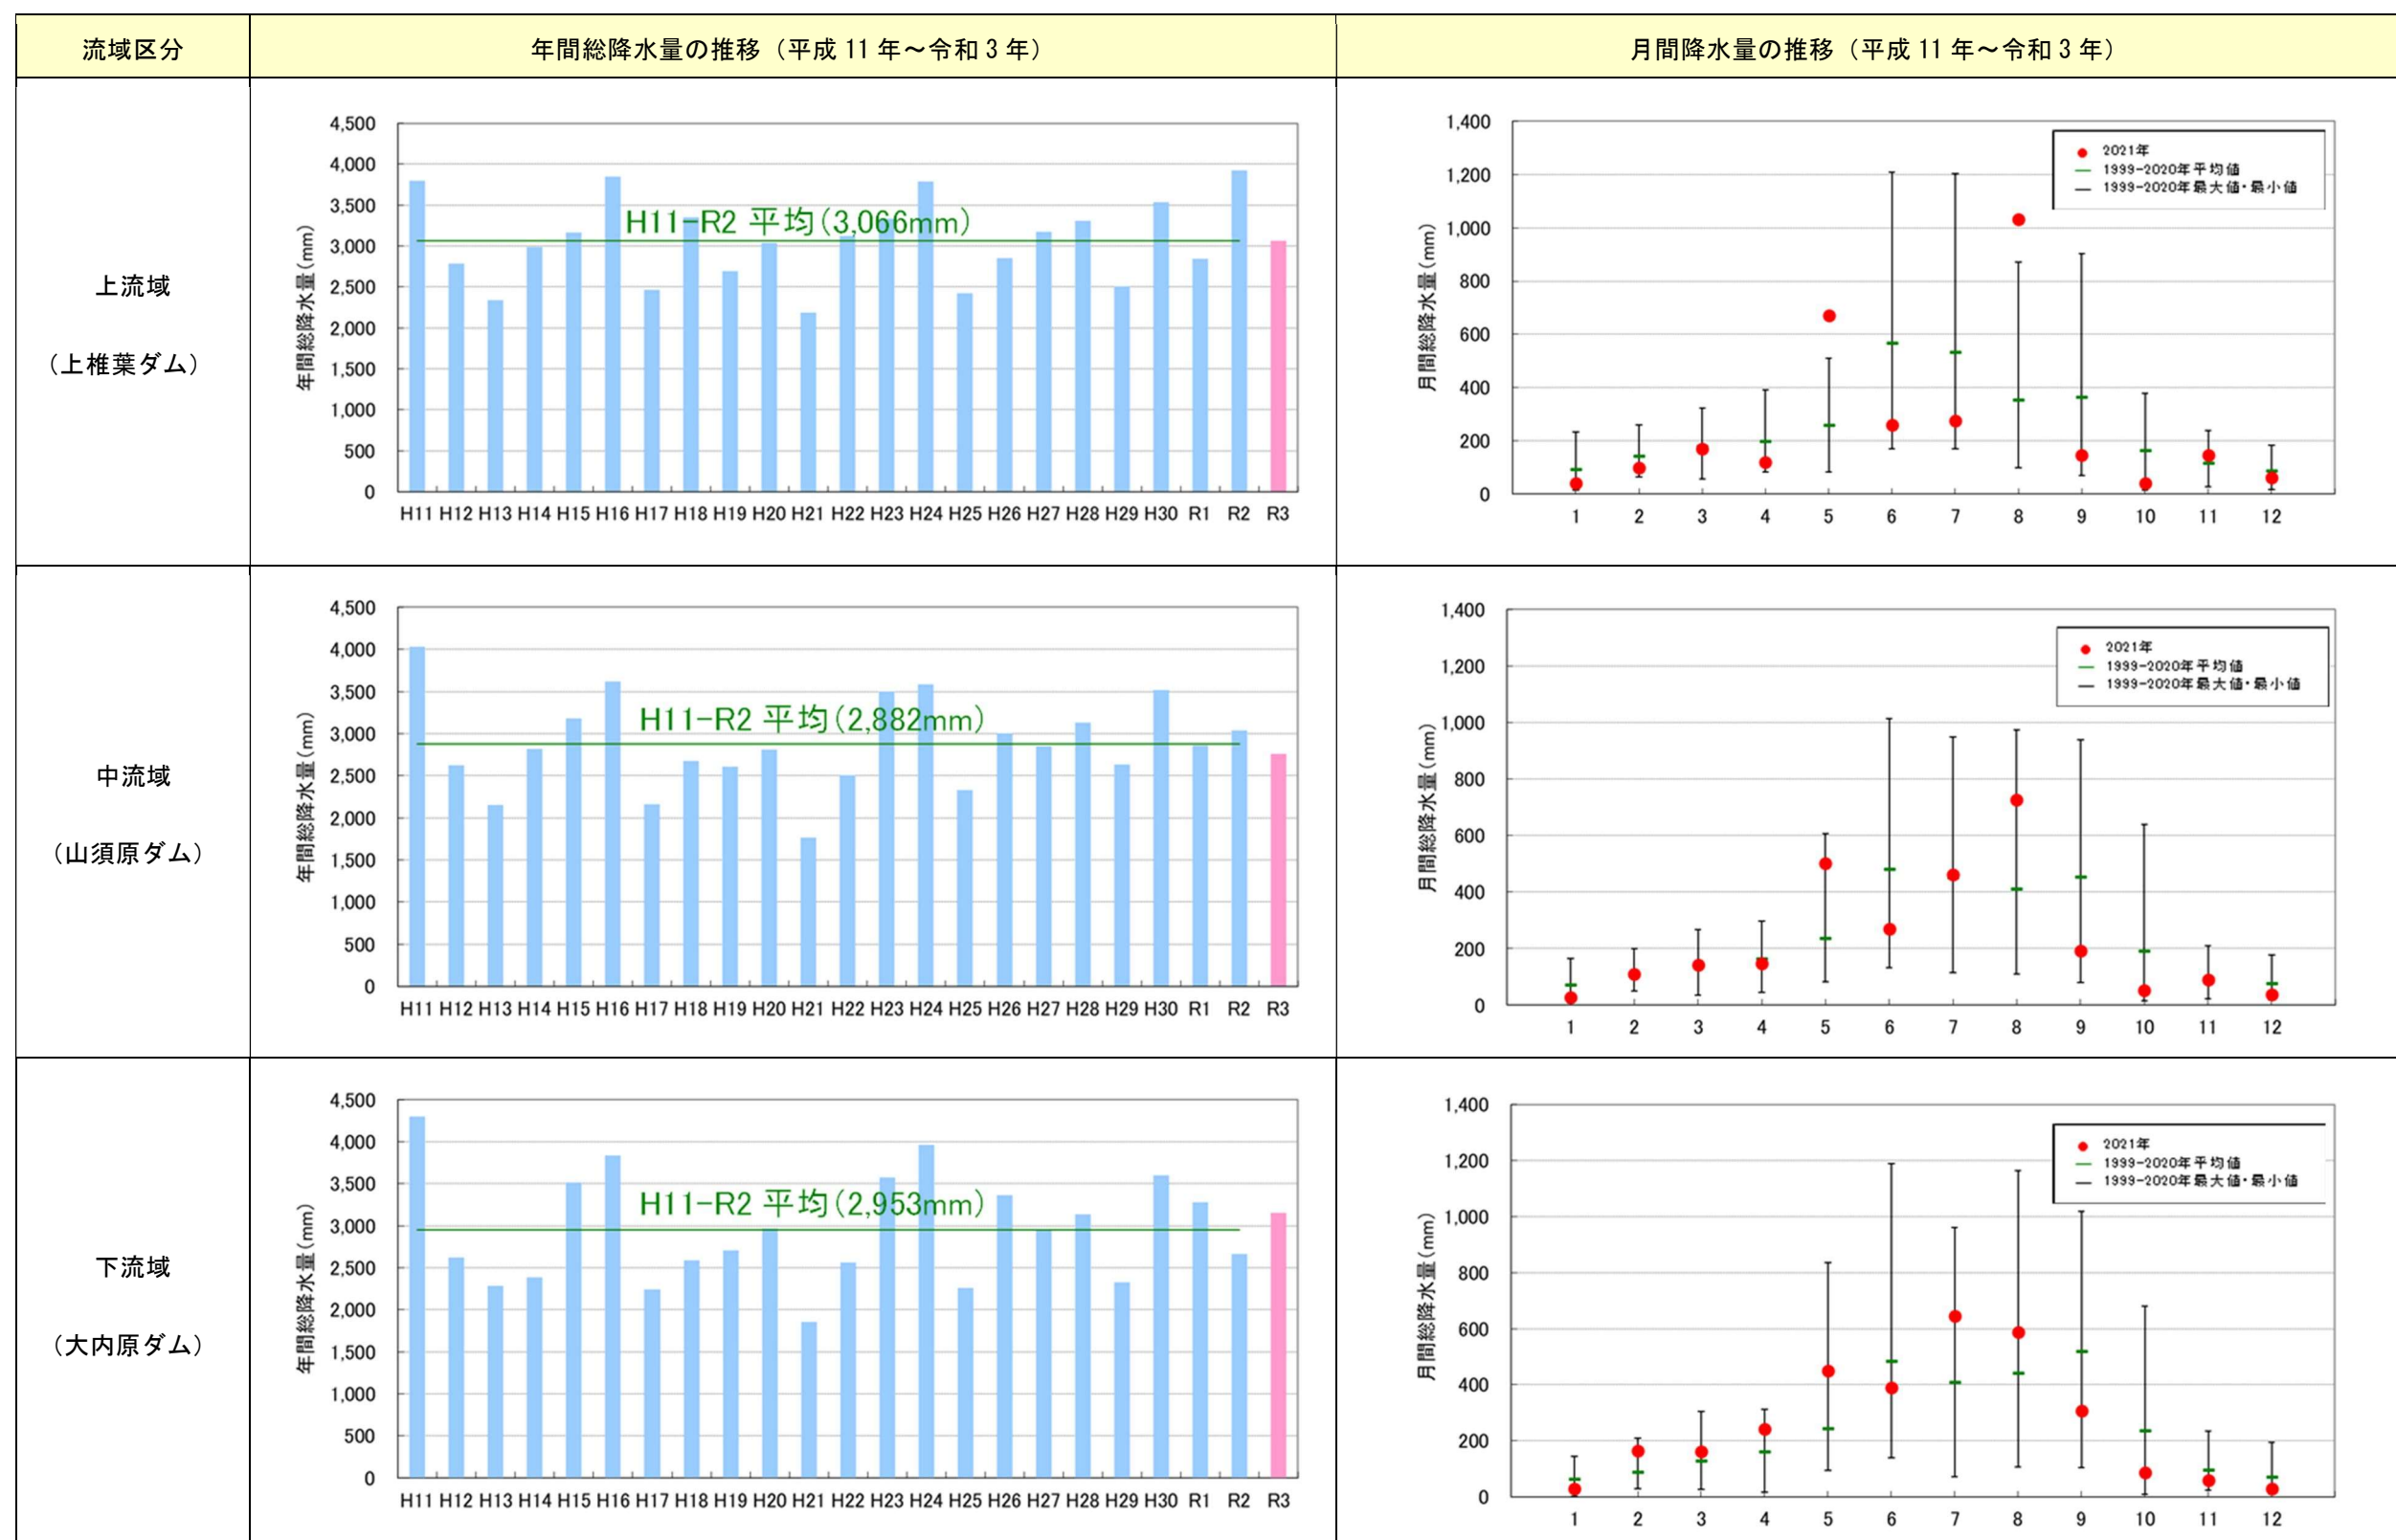 流域区分
年間総降水量の推移（平成 11 年～令和 3 年）
月間降水量の推移（平成 11 年～令和 3 年）
上流域
（上椎葉ダム）
年間総降水量(mm)
4,500
4,000
3,500
3,000
2,500
2,000
1,500
1,000
500
0
H11-R2 平均(3,066mm)
H11 H12 H13 H14 H15 H16 H17 H18 H19 H20 H21 H22 H23 H24 H25 H26 H27 H28 H29 H30 R1 R2 R3
月間総降水量(mm)
1,400
1,200
1,000
800
600
400
200
0
2021年
1999-2020年平均値
1999-2020年最大値・最小値
1 2 3 4 5 6 7 8 9 10 11 12
中流域
（山須原ダム）
年間総降水量(mm)
4,500
4,000
3,500
3,000
2,500
2,000
1,500
1,000
500
0
H11-R2 平均(2,882mm)
H11 H12 H13 H14 H15 H16 H17 H18 H19 H20 H21 H22 H23 H24 H25 H26 H27 H28 H29 H30 R1 R2 R3
月間総降水量(mm)
1,400
1,200
1,000
800
600
400
200
0
2021年
1999-2020年平均値
1999-2020年最大値・最小値
1 2 3 4 5 6 7 8 9 10 11 12
下流域
（大内原ダム）
年間総降水量(mm)
4,500
4,000
3,500
3,000
2,500
2,000
1,500
1,000
500
0
H11-R2 平均(2,953mm)
H11 H12 H13 H14 H15 H16 H17 H18 H19 H20 H21 H22 H23 H24 H25 H26 H27 H28 H29 H30 R1 R2 R3
月間総降水量(mm)
1,400
1,200
1,000
800
600
400
200
0
2021年
1999-2020年平均値
1999-2020年最大値・最小値
1 2 3 4 5 6 7 8 9 10 11 12